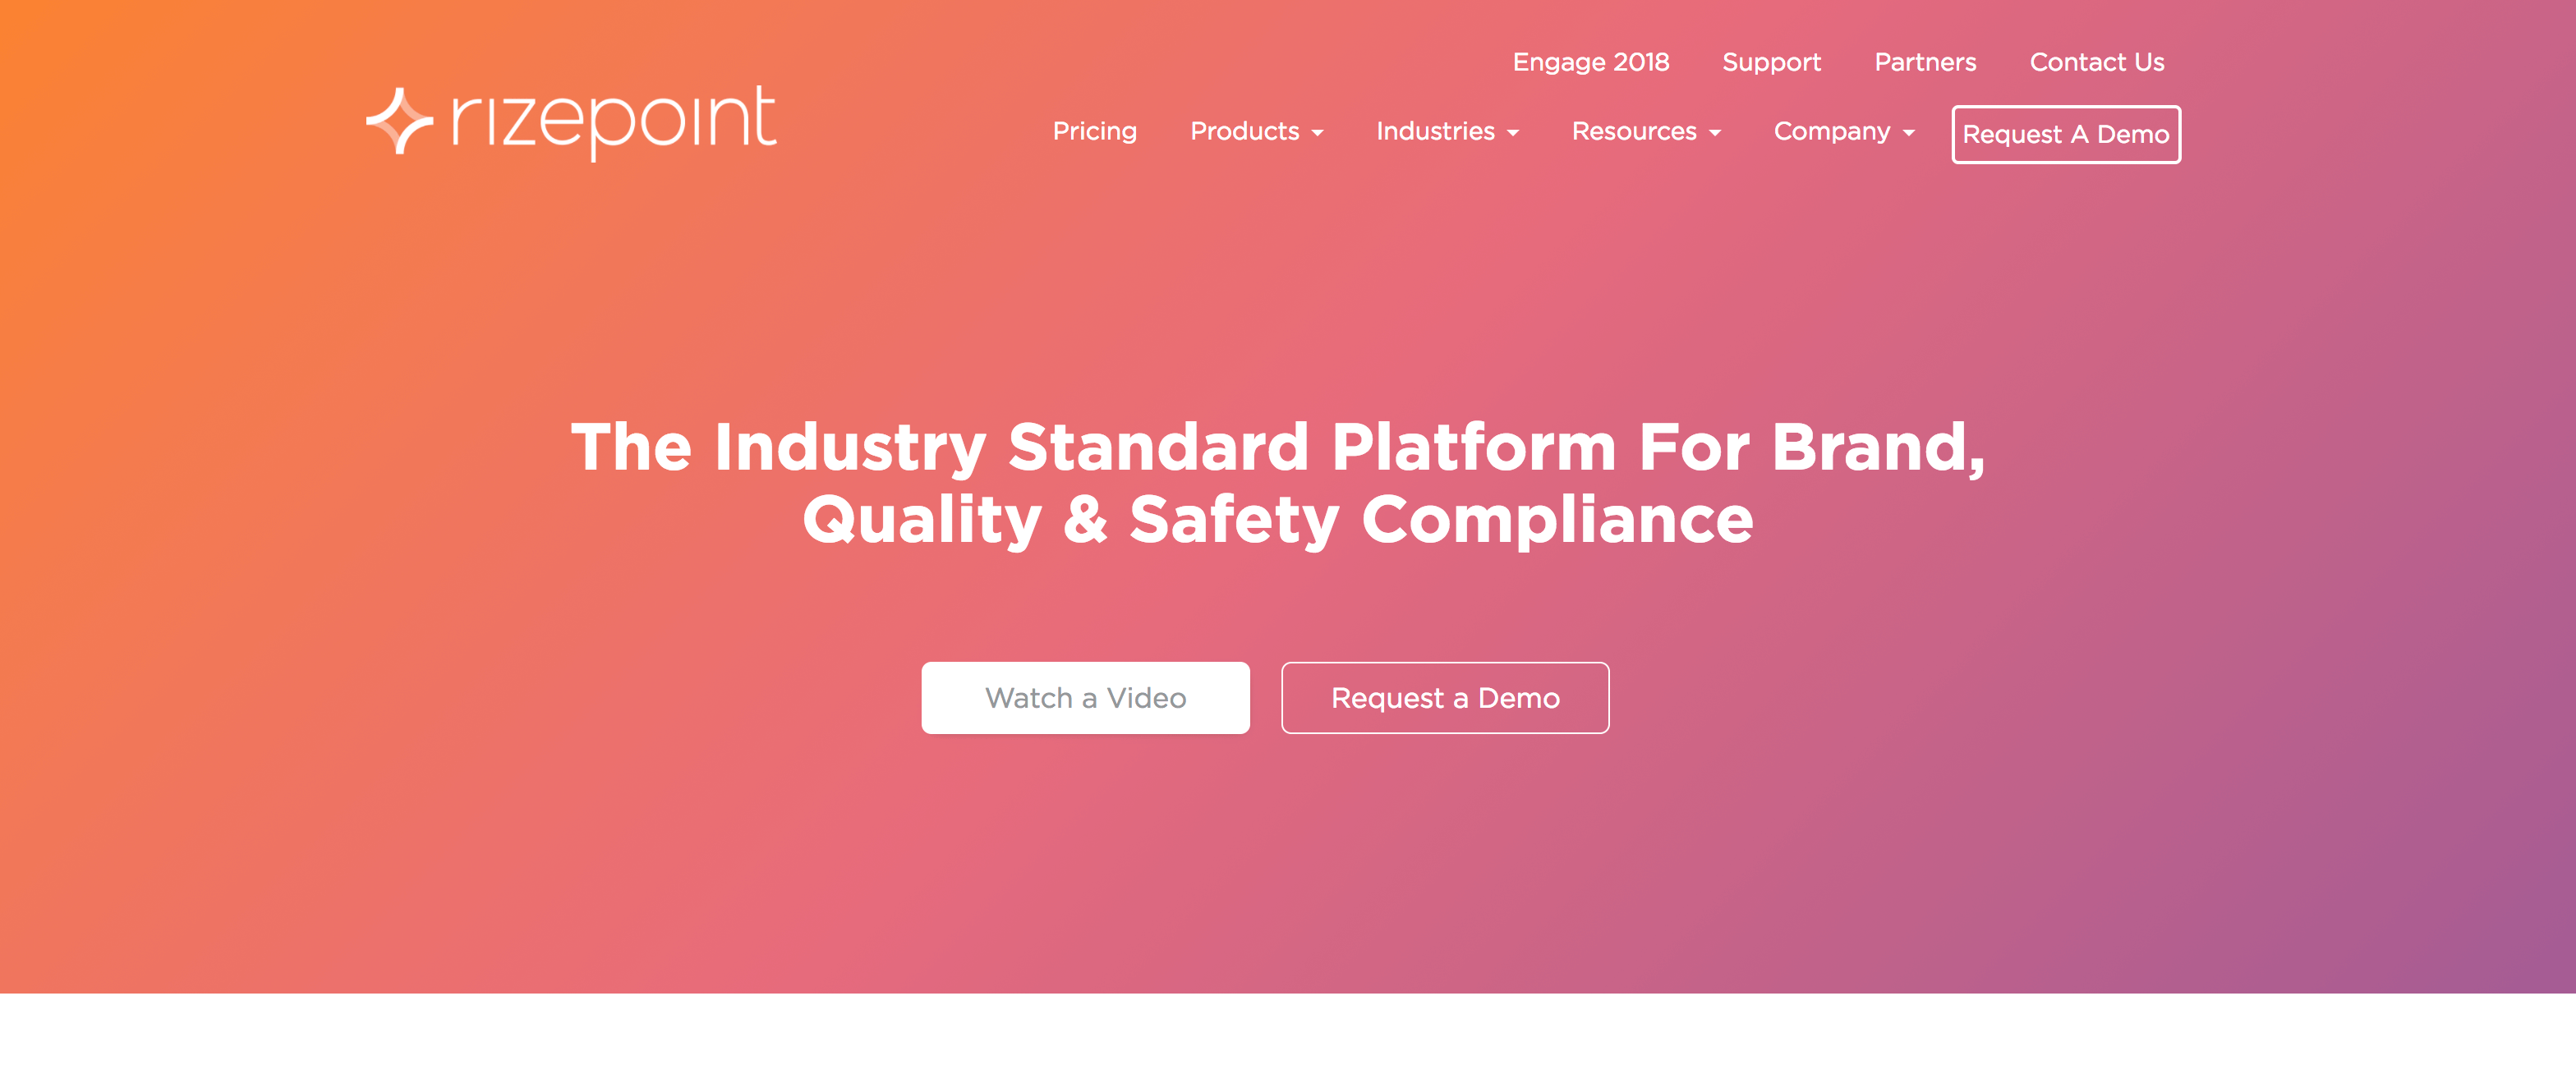 Engage 2018 Support Partners Contact Us
rizepoint
Pricing Products Industries Resources Company Request A Demo
The Industry Standard Platform For Brand,
Quality & Safety Compliance
Watch a Video Request a Demo